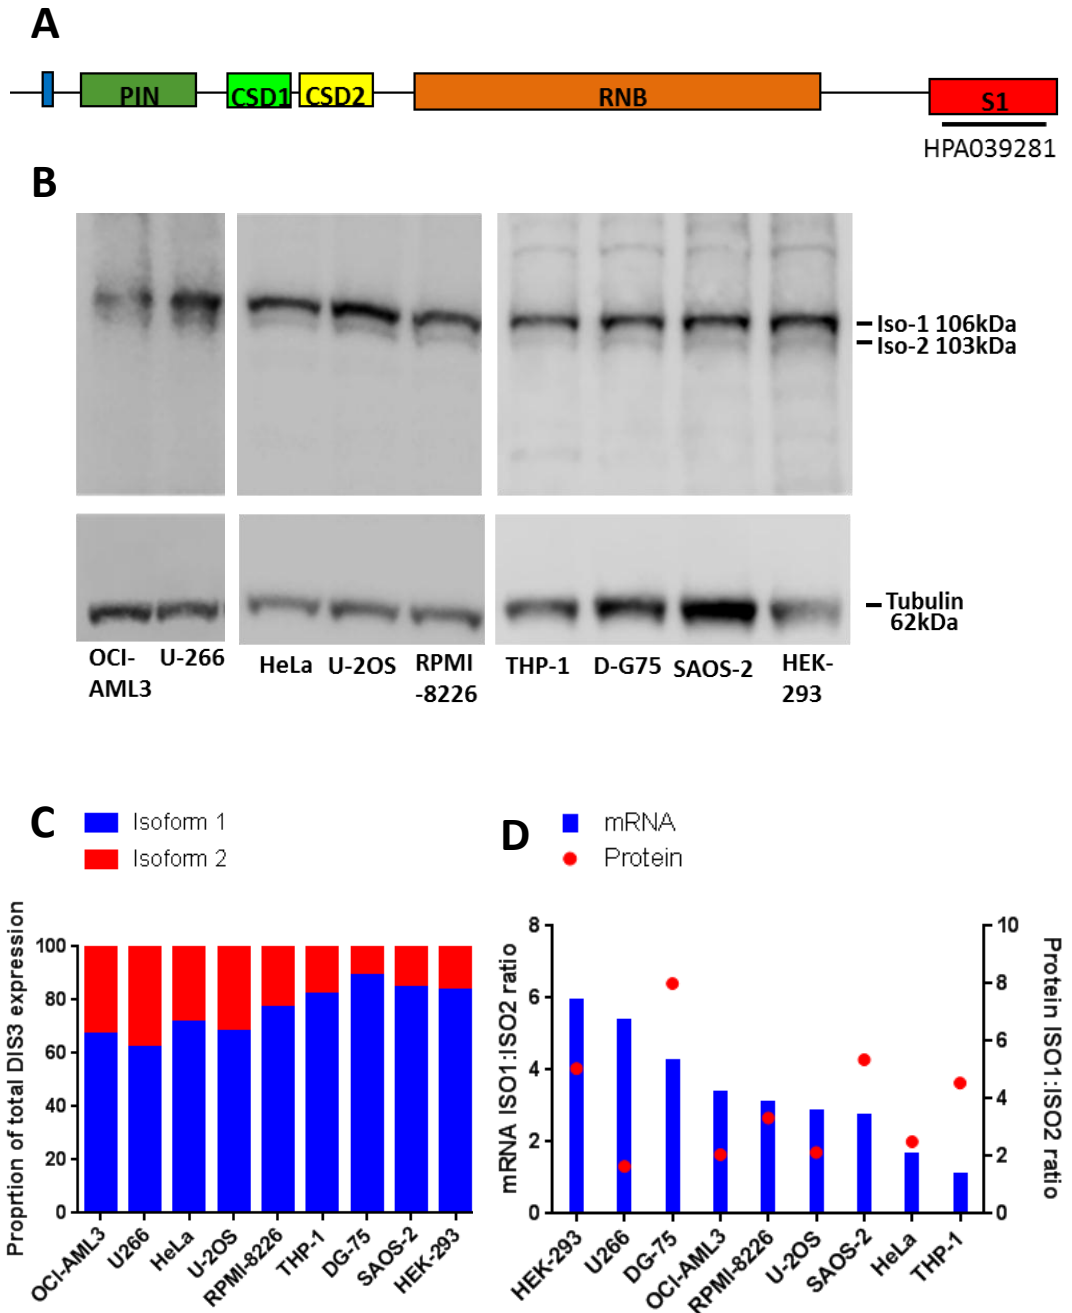 A
PIN
CSD1
CSD2
RNB
S1
HPA039281
B
Iso-1 106kDa
Iso-2 103kDa
Tubulin
62kDa
OCI-
AML3
U-266
HeLa
U-2OS
RPMI
-8226
THP-1
D-G75
SAOS-2
HEK-
293
C
Isoform 1
Isoform 2
Proprtion of total DIS3 expression
100
80
60
40
20
0
OCI-AML3
U266
HeLa
U-2OS
RPMI-8226
THP-1
DG-75
SAOS-2
HEK-293
D
mRNA
Protein
mRNA ISO1:ISO2 ratio
8
6
4
2
0
10
8
6
4
2
0
Protein ISO1:ISO2 ratio
HEK-293
U266
DG-75
OCI-AML3
RPMI-8226
U-2OS
SAOS-2
HeLa
THP-1